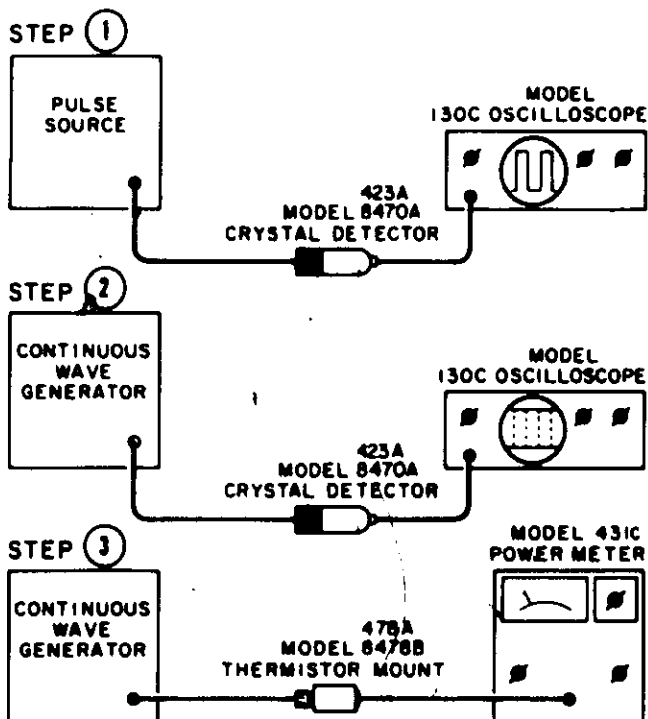 STEP 1
PULSE
SOURCE
MODEL
130C OSCILLOSCOPE
423A
MODEL 8470A
CRYSTAL DETECTOR
STEP 2
CONTINUOUS
WAVE
GENERATOR
MODEL
130C OSCILLOSCOPE
423A
MODEL 8470A
CRYSTAL DETECTOR
STEP 3
CONTINUOUS
WAVE
GENERATOR
MODEL 431C
POWER METER
478A
MODEL 8478B
THERMISTOR MOUNT